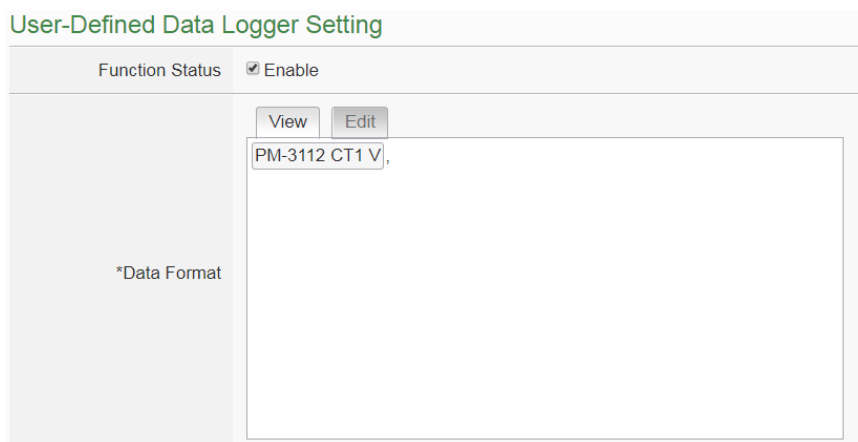 User-Defined Data Logger Setting
Function Status Enable
View Edit
PM-3112 CT1 V ,
*Data Format